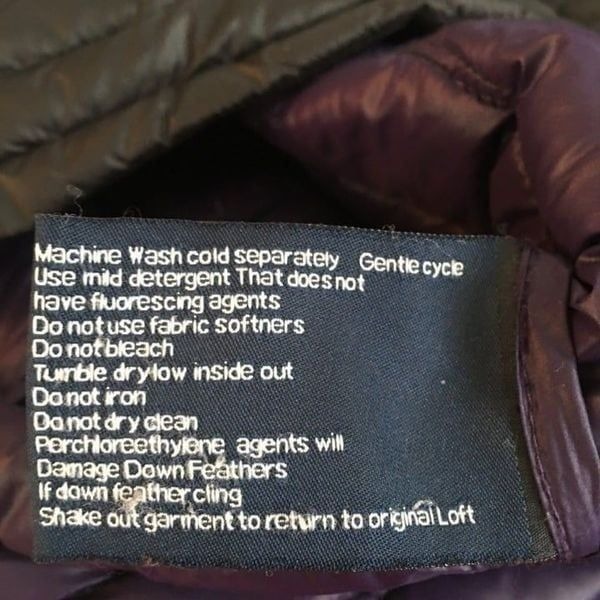 Machine Wash cold separately Gentle cycle
Use mild detergent That does not
have fluorescing agents
Do not use fabric softners
Do not bleach
Tumble dry low inside out
Do not iron
Do not dry clean
Perchloreethylene agents will
Damage Down Feathers
If down feather cling
Shake out garment to return to original Loft